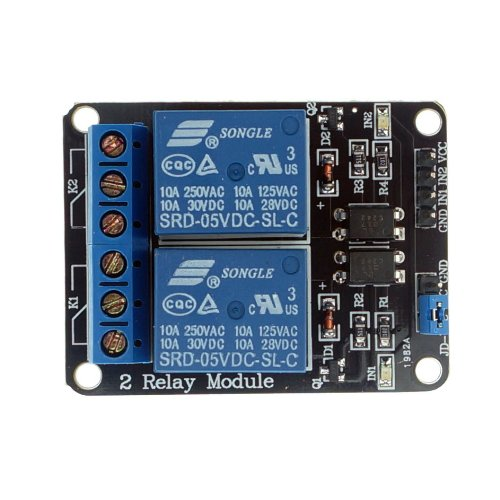 K2
K1
® SONGLE
CQC
3
US
10A 250VAC 10A 125VAC
10A 30VDC 10A 28VDC
SRD-05VDC-SL-C
® SONGLE
CQC
3
US
10A 250VAC 10A 125VAC
10A 30VDC 10A 28VDC
SRD-05VDC-SL-C
2 Relay Module
Q2
D2
+
R3
R4
IN2
GND IN1 IN2 VCC
+
D1
Q1
R2
R1
IN1
1982A
GND
JD-